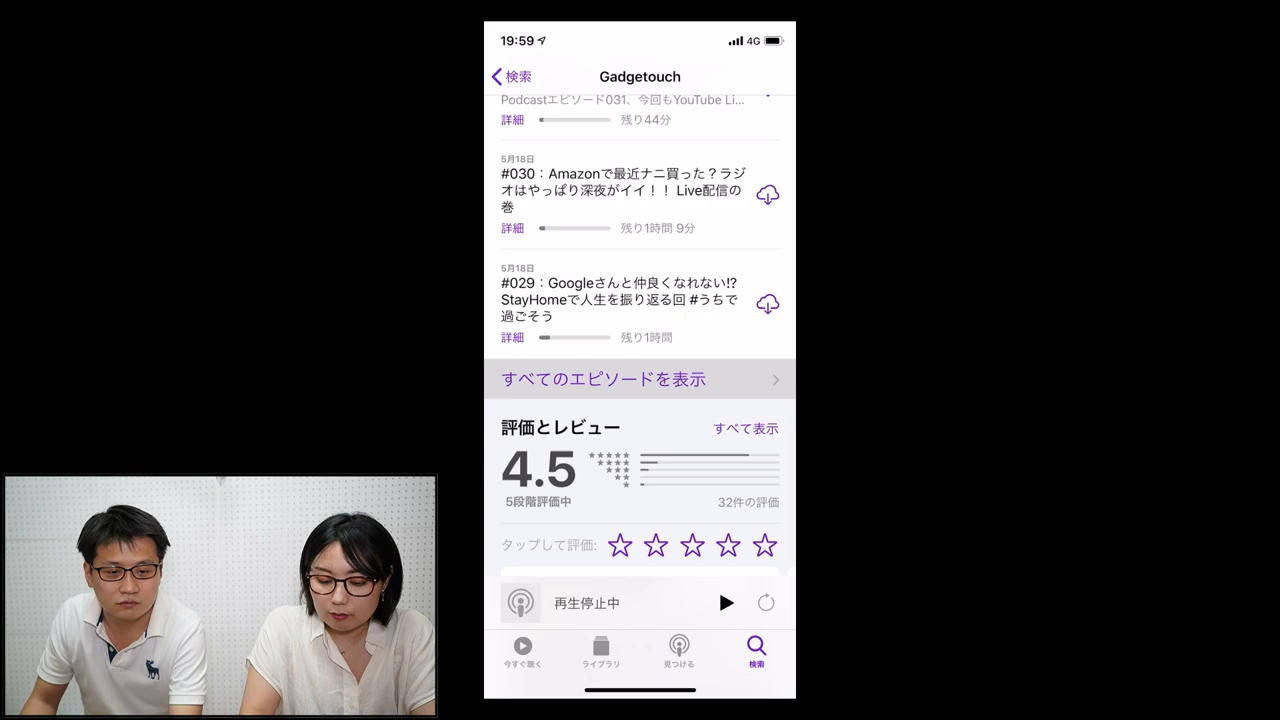 19:59
4G
検索
Gadgetouch
Podcastエピソード031、今回もYouTube Li...
詳細
残り44分
5月18日
#030：Amazonで最近ナニ買った？ラジ
オはやっぱり深夜がイイ！！ Live配信の
巻
詳細
残り1時間 9分
5月18日
#029：Googleさんと仲良くなれない!?
StayHomeで人生を振り返る回 #うちで
過ごそう
詳細
残り1時間
すべてのエピソードを表示
評価とレビュー
すべて表示
4.5
5段階評価中
32件の評価
タップして評価:
再生停止中
今すぐ聴く
ライブラリ
見つける
検索